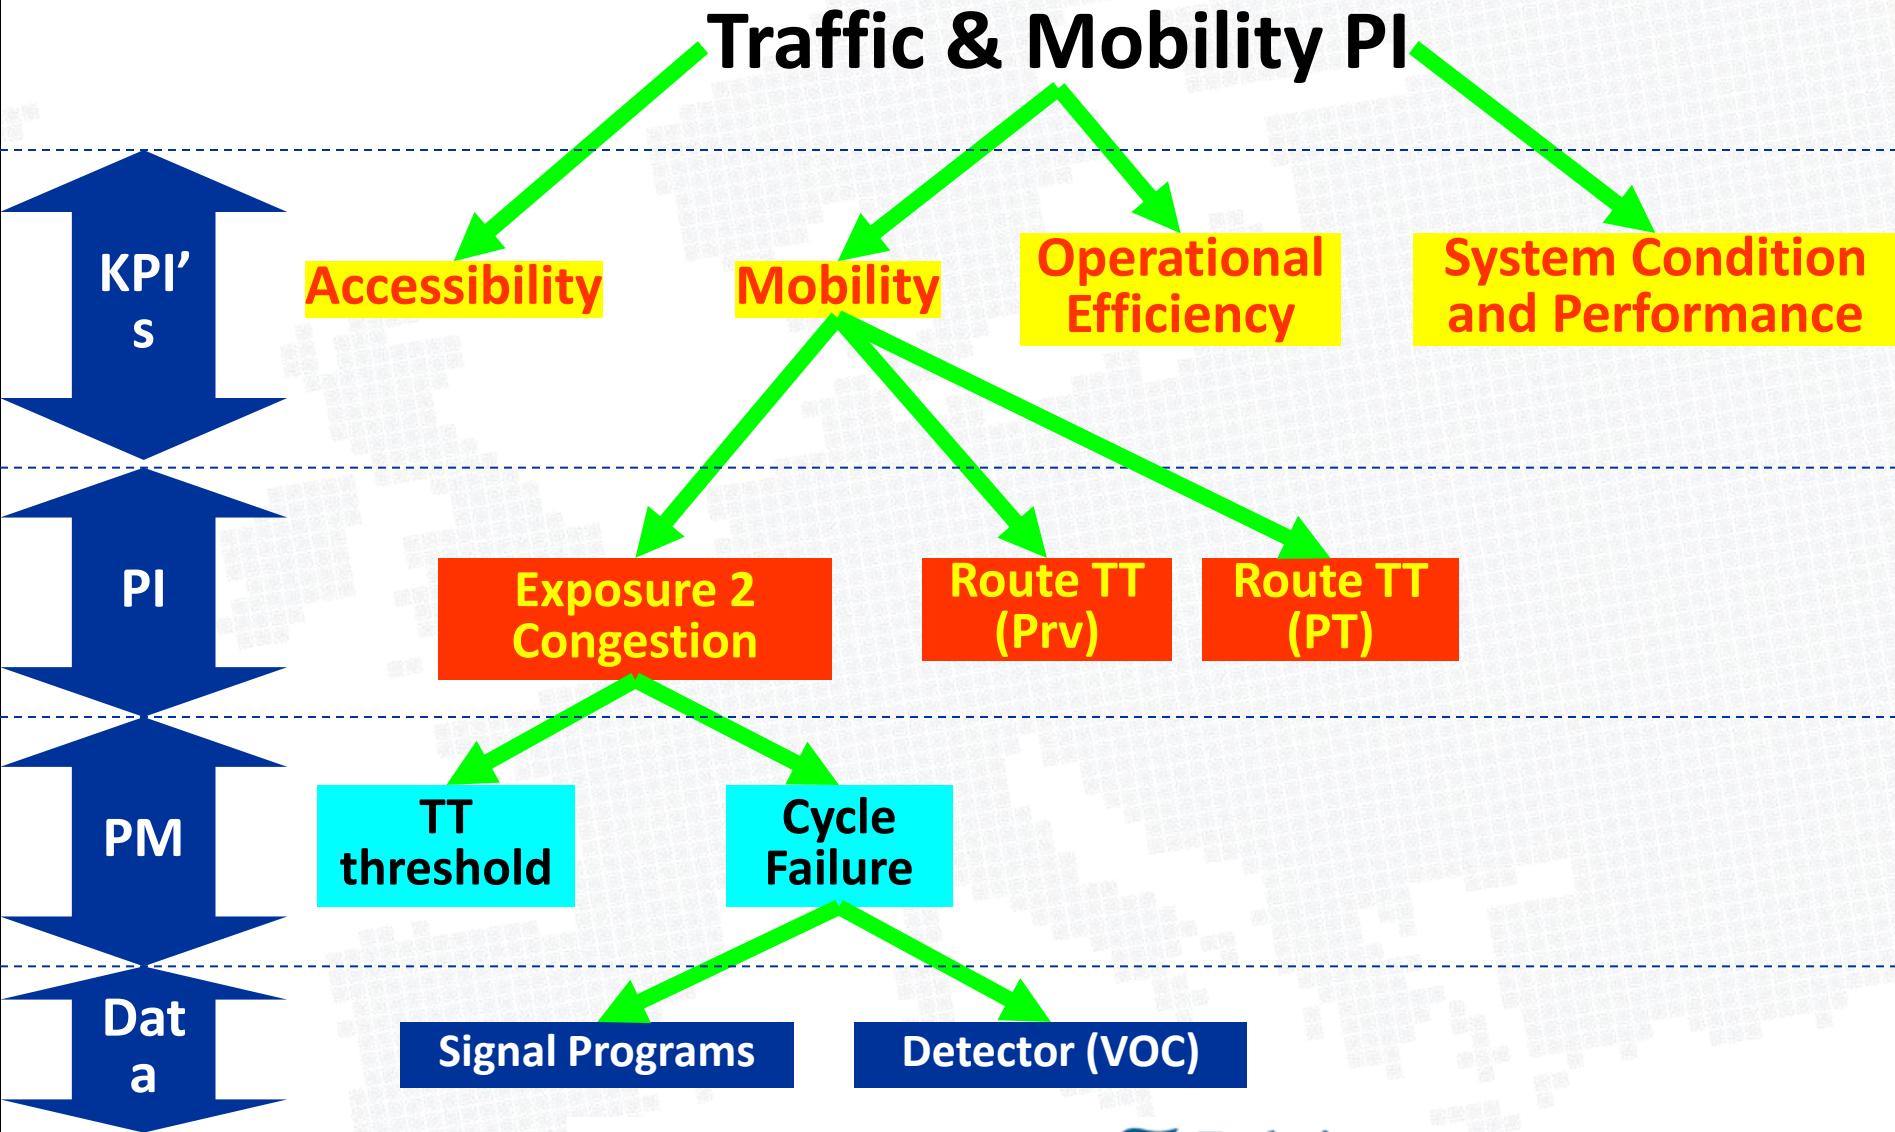 Traffic & Mobility PI
KPI’
s
Accessibility
Mobility
Operational
Efficiency
System Condition
and Performance
PI
Exposure 2
Congestion
Route TT
(Prv)
Route TT
(PT)
PM
TT
threshold
Cycle
Failure
Dat
a
Signal Programs
Detector (VOC)